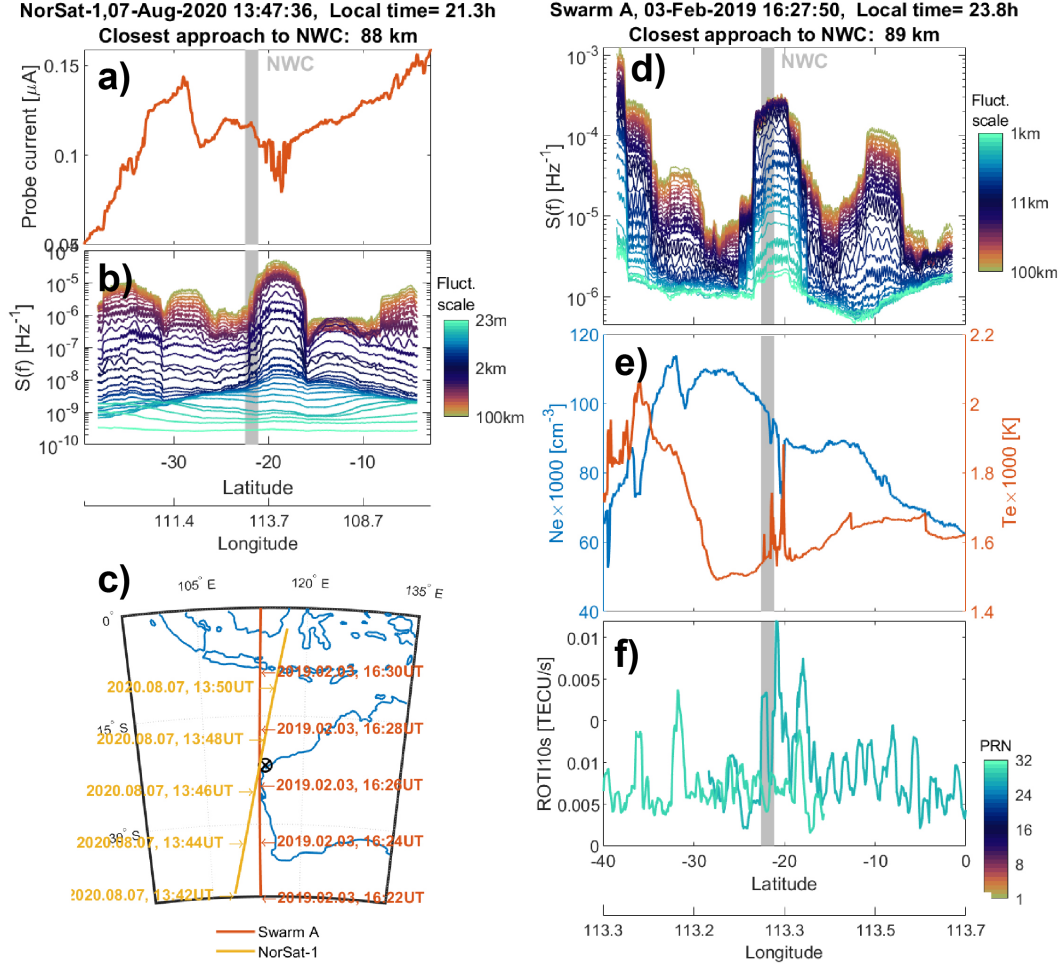 NorSat-1,07-Aug-2020 13:47:36, Local time= 21.3h
Closest approach to NWC: 88 km
a)
NWC
Probe current [μA]
0.15
0.1
0.05
b)
S(f) [Hz-1]
10-5
10-6
10-7
10-8
10-9
10-10
Fluct.
scale
23m
2km
100km
-30
-20
-10
Latitude
111.4
113.7
108.7
Longitude
c)
105° E
120° E
135° E
0°
15° S
30° S
2019.02.03, 16:30UT
2020.08.07, 13:50UT
2019.02.03, 16:28UT
2020.08.07, 13:48UT
2019.02.03, 16:26UT
2020.08.07, 13:46UT
2019.02.03, 16:24UT
2020.08.07, 13:44UT
2019.02.03, 16:22UT
2020.08.07, 13:42UT
Swarm A
NorSat-1
Swarm A, 03-Feb-2019 16:27:50, Local time= 23.8h
Closest approach to NWC: 89 km
d)
NWC
S(f) [Hz-1]
10-3
10-4
10-5
10-6
Fluct.
scale
1km
11km
100km
e)
Ne×1000 [cm-3]
120
100
80
60
40
Te×1000 [K]
2.2
2
1.8
1.6
1.4
f)
ROTI10s [TECU/s]
0.01
0.005
0
0.01
0.005
0
PRN
32
24
16
8
1
-40
-30
-20
-10
0
Latitude
113.3
113.2
113.3
113.5
113.7
Longitude